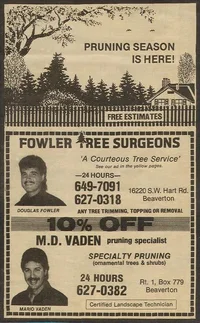 PRUNING SEASON
IS HERE!
FREE ESTIMATES
FOWLER TREE SURGEONS
'A Courteous Tree Service'
See our ad in the yellow pages.
—24 HOURS—
649-7091
627-0318
16220 S.W. Hart Rd.
Beaverton
DOUGLAS FOWLER
ANY TREE TRIMMING, TOPPING OR REMOVAL
10% OFF
M.D. VADEN pruning specialist
SPECIALTY PRUNING
(ornamental trees & shrubs)
24 HOURS
627-0382
Rt. 1, Box 779
Beaverton
MARIO VADEN
Certified Landscape Technician